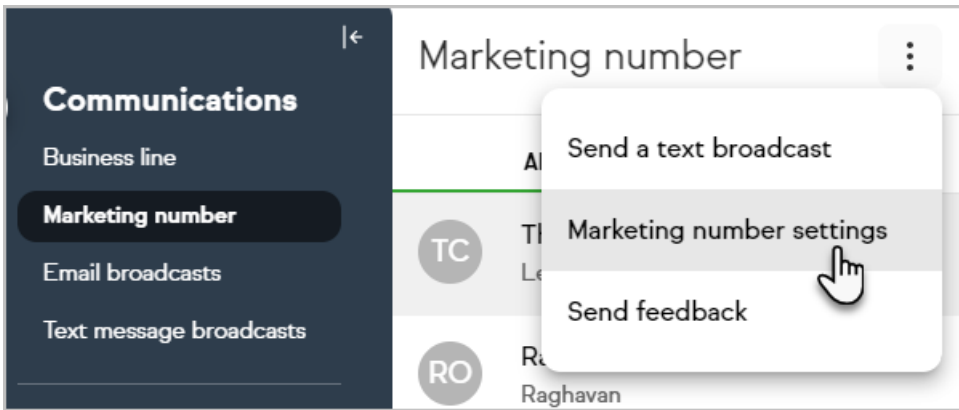 Communications
Business line
Marketing number
Email broadcasts
Text message broadcasts
Marketing number
Send a text broadcast
Marketing number settings
Send feedback
TC
RO
Raghavan